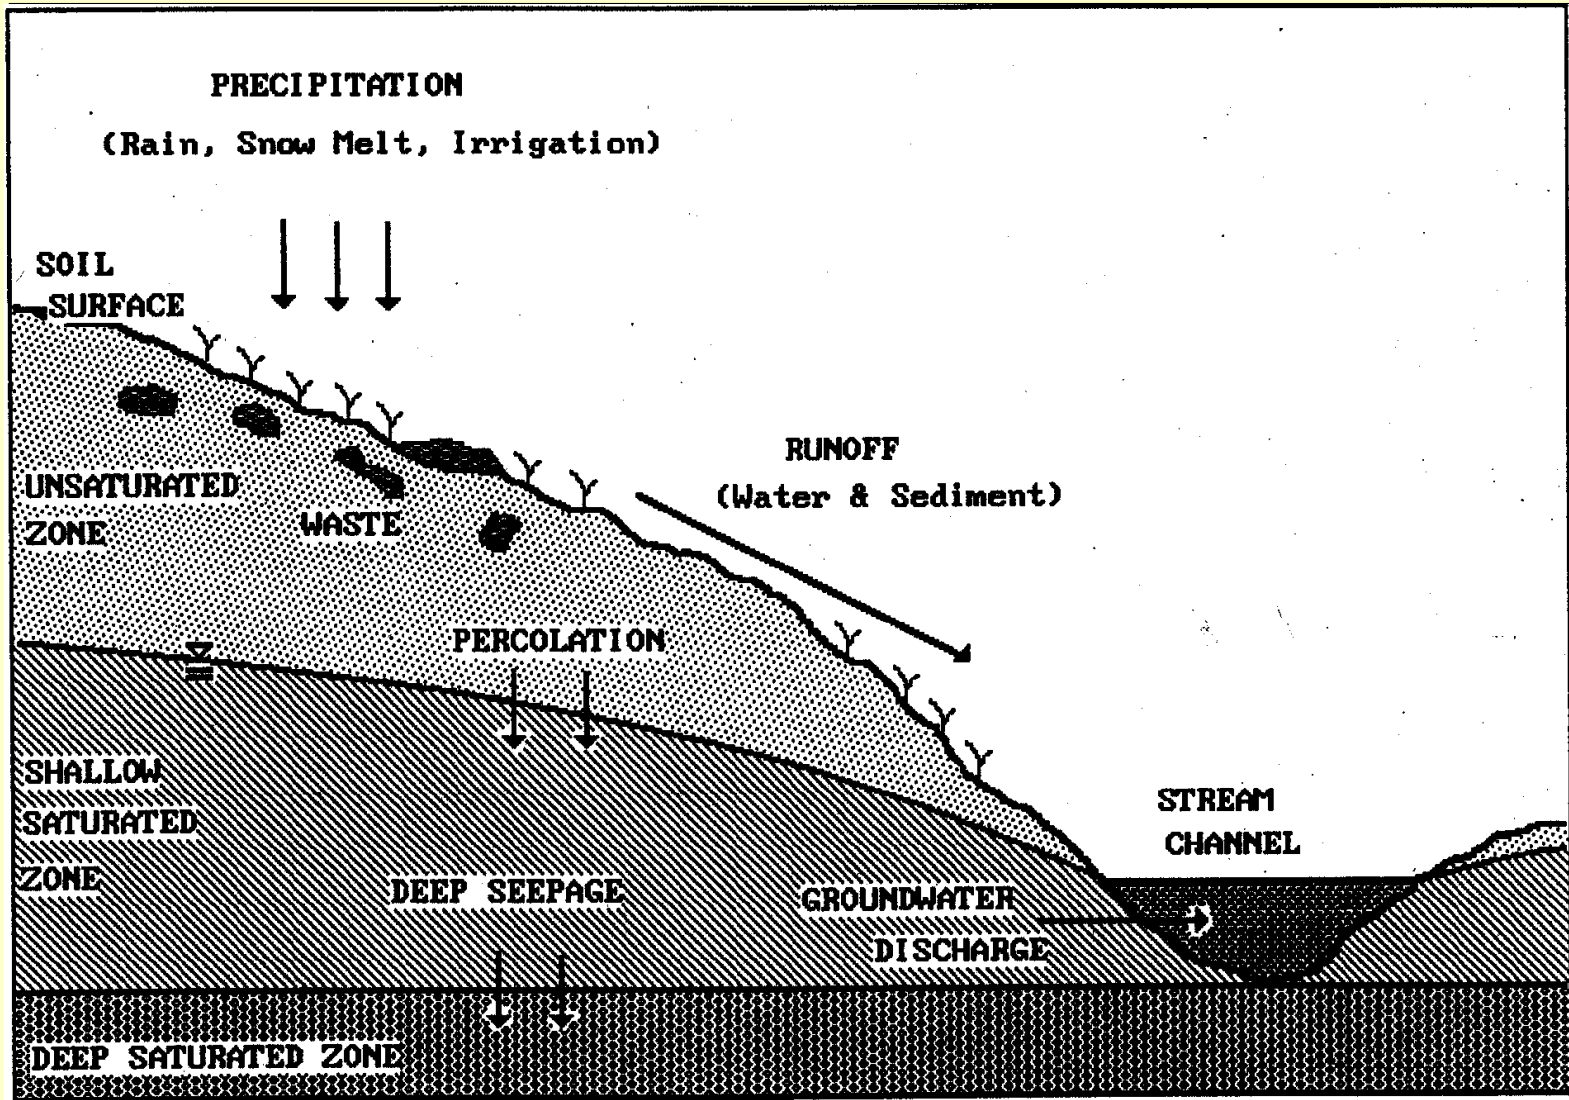 PRECIPITATION
(Rain, Snow Melt, Irrigation)
SOIL
SURFACE
RUNOFF
(Water & Sediment)
UNSATURATED
ZONE
WASTE
PERCOLATION
SHALLOW
SATURATED
ZONE
STREAM
CHANNEL
DEEP SEEPAGE
GROUNDWATER
DISCHARGE
DEEP SATURATED ZONE